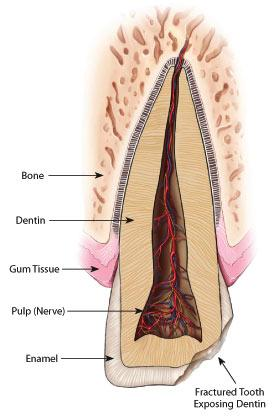 Bone
Dentin
Gum Tissue
Pulp (Nerve)
Enamel
Fractured Tooth
Exposing Dentin